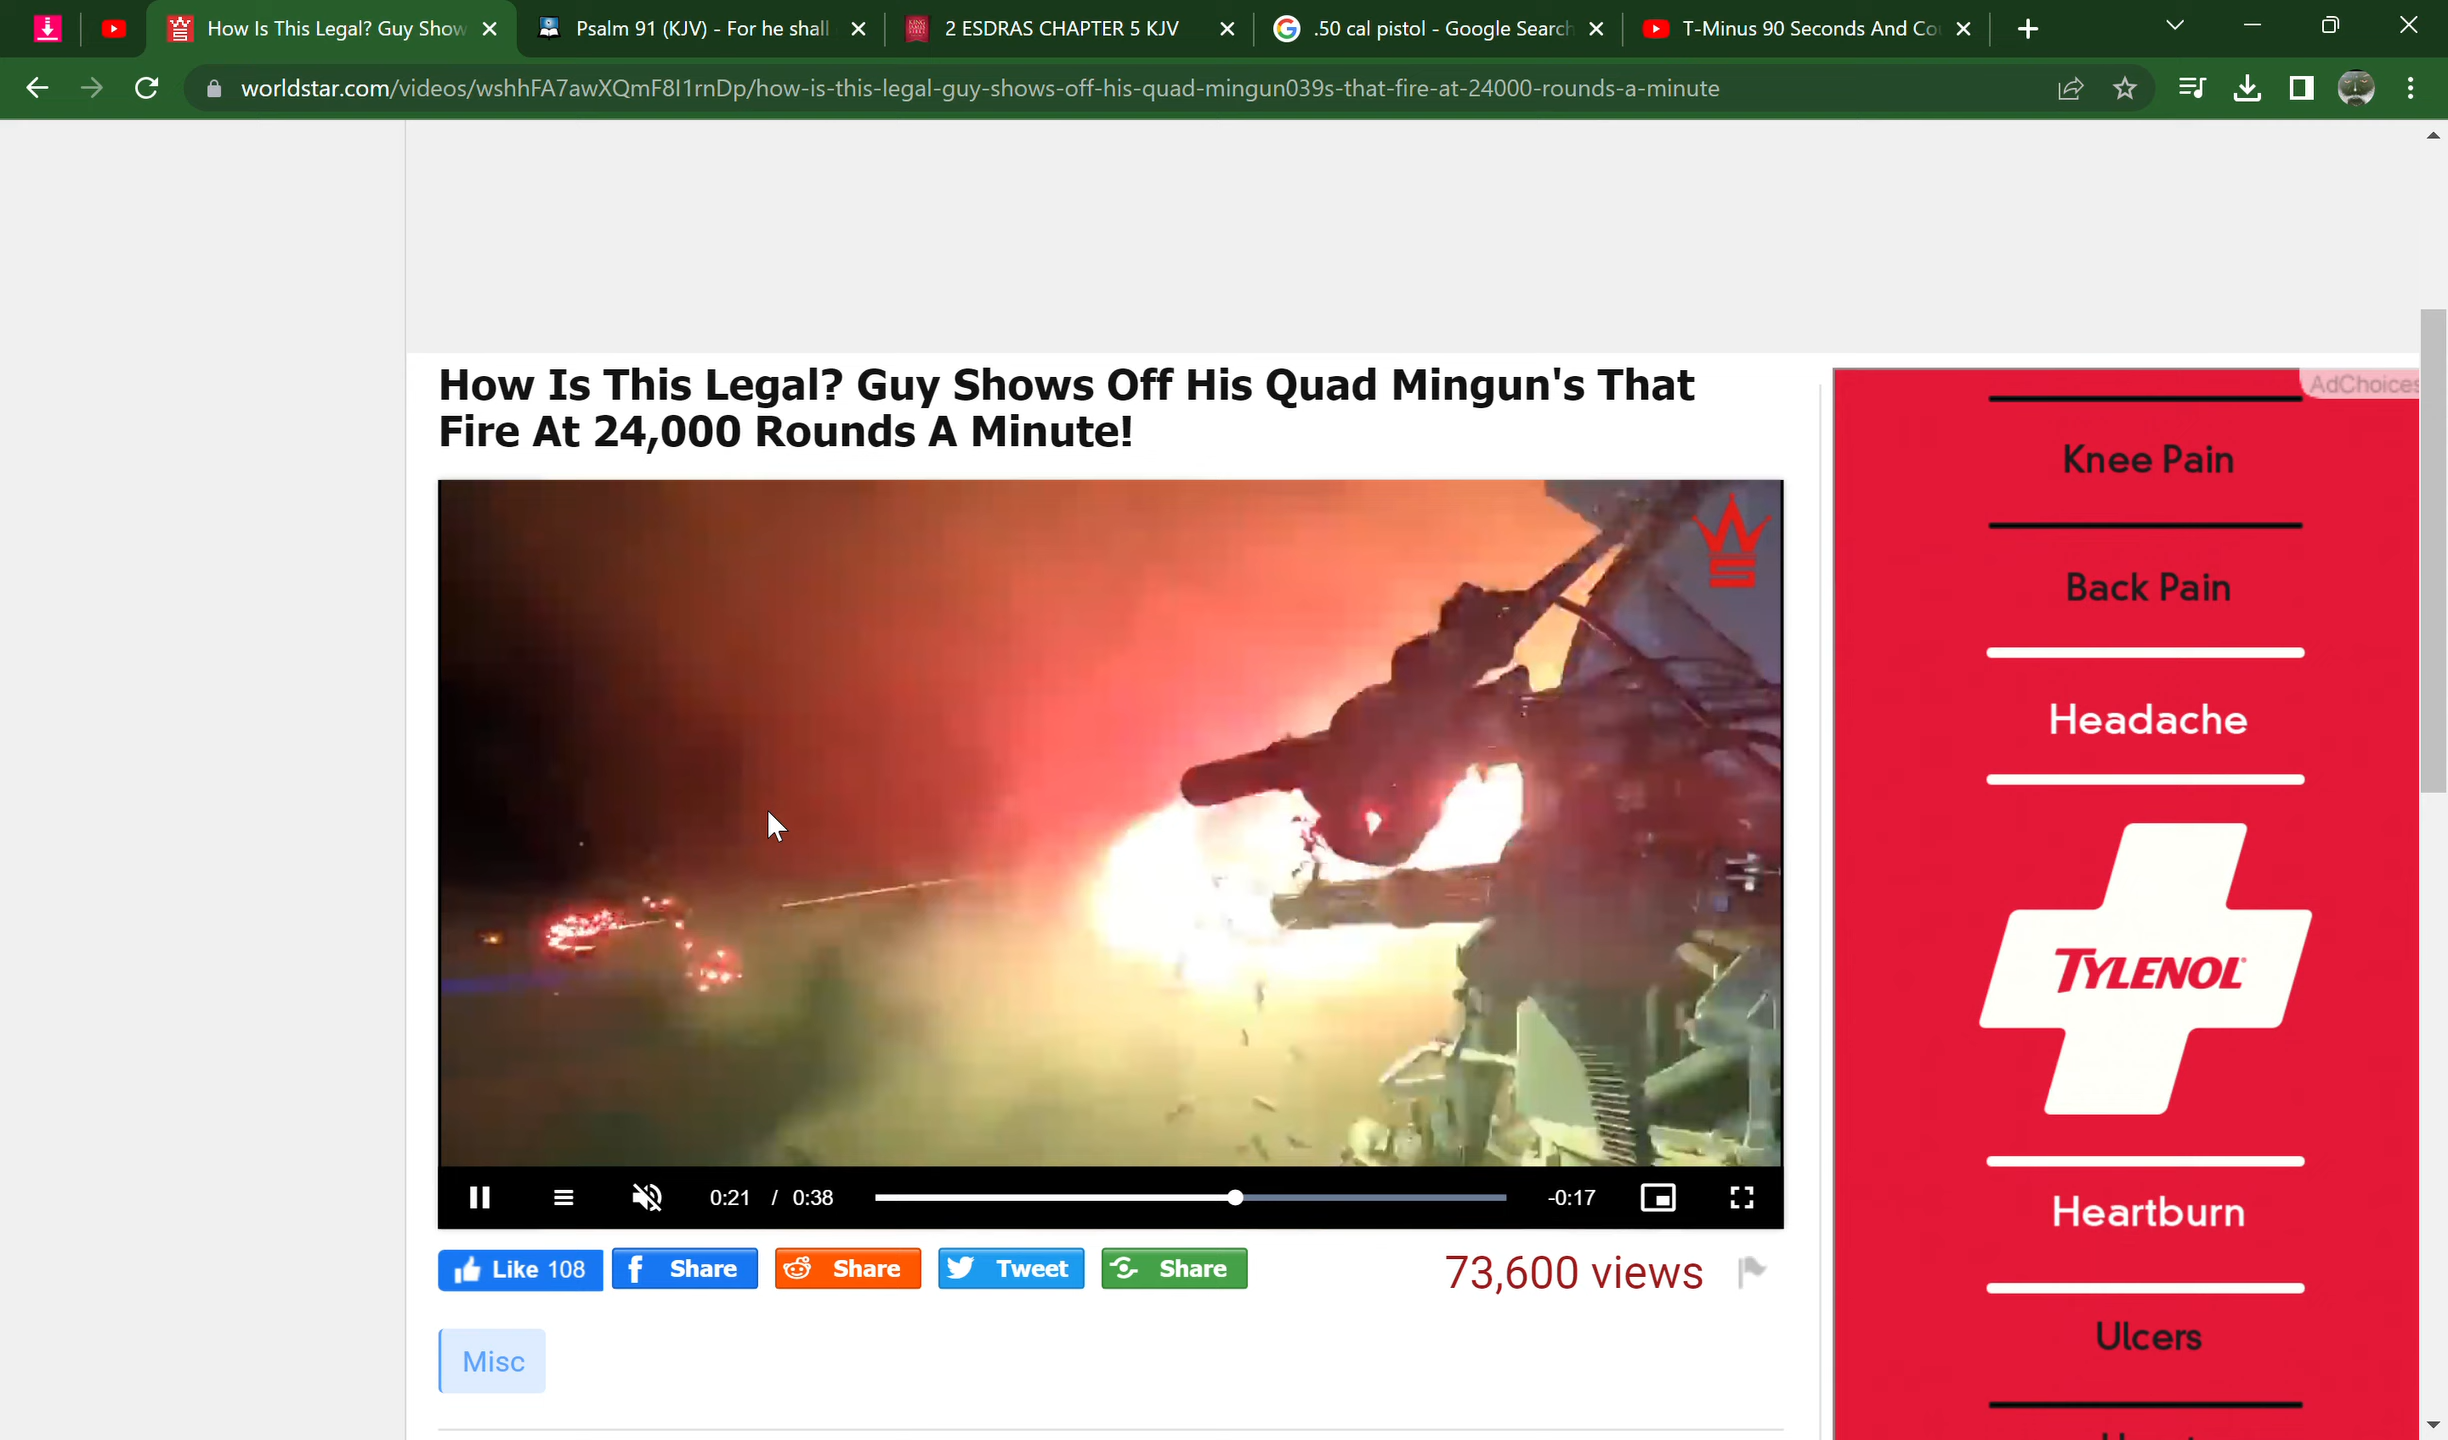 How Is This Legal? Guy Show
Psalm 91 (KJV) - For he shall
2 ESDRAS CHAPTER 5 KJV
.50 cal pistol - Google Search
T-Minus 90 Seconds And Co
worldstar.com/videos/wshhFA7awXQmF8I1rnDp/how-is-this-legal-guy-shows-off-his-quad-mingun039s-that-fire-at-24000-rounds-a-minute
How Is This Legal? Guy Shows Off His Quad Mingun's That
Fire At 24,000 Rounds A Minute!
0:21 / 0:38
-0:17
Like 108
Share
Share
Tweet
Share
73,600 views
Misc
AdChoices
Knee Pain
Back Pain
Headache
TYLENOL
Heartburn
Ulcers